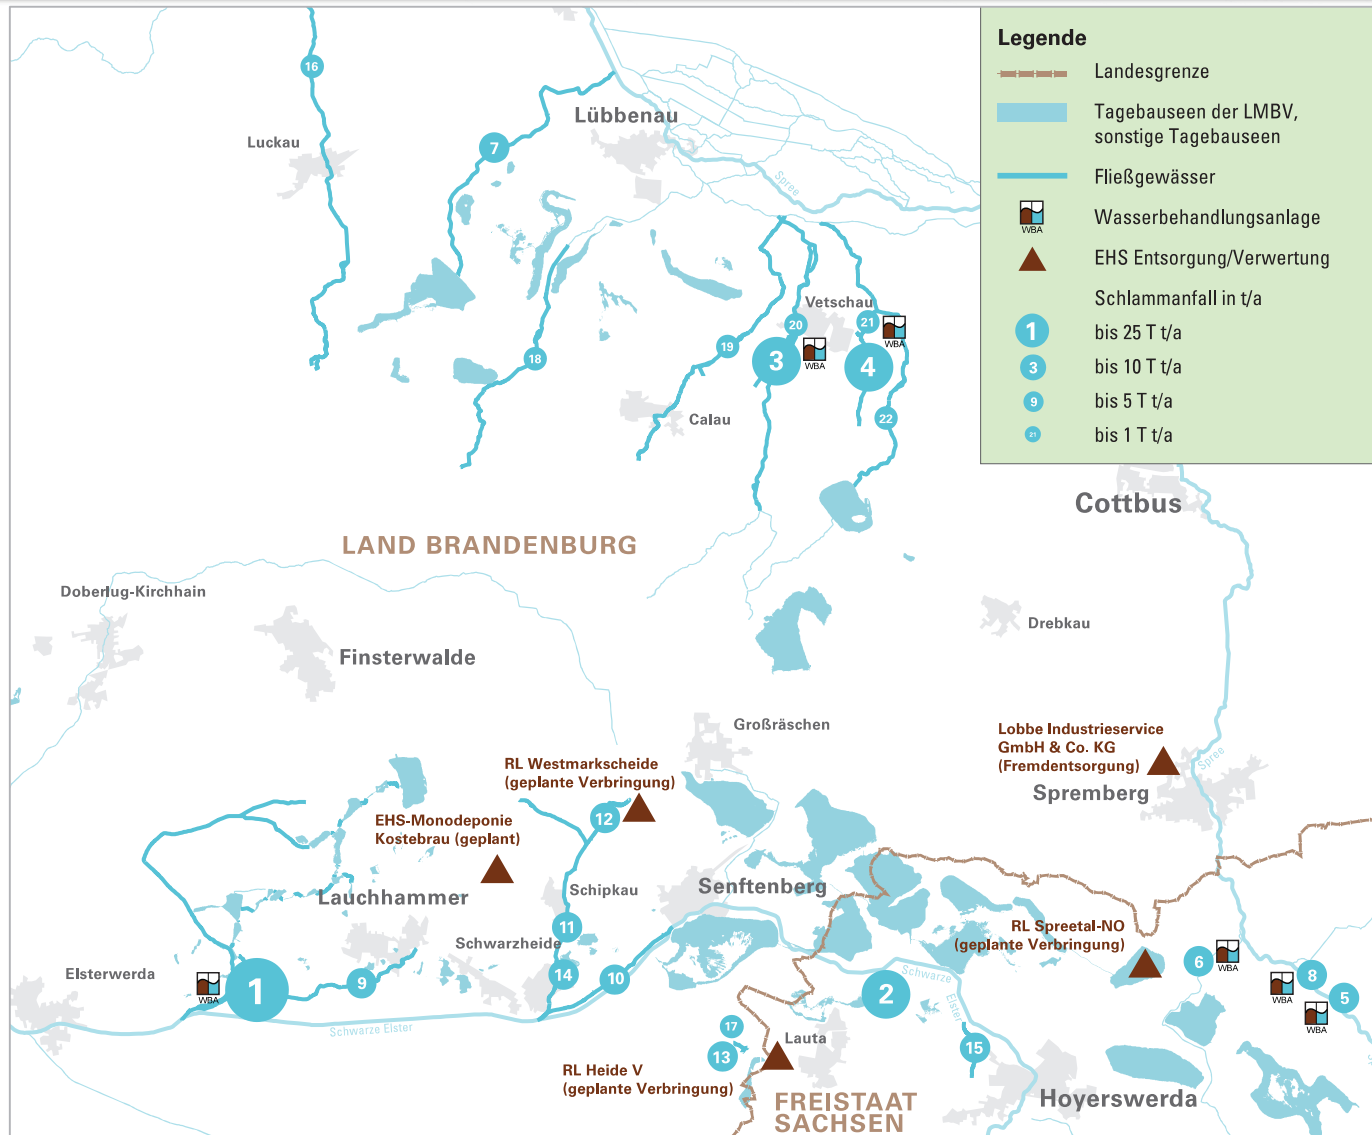 Legende
Landesgrenze
Tagebauseen der LMBV,
sonstige Tagebauseen
Fließgewässer
WBA
Wasserbehandlungsanlage
EHS Entsorgung/Verwertung
Schlammanfall in t/a
1
bis 25 T t/a
3
bis 10 T t/a
9
bis 5 T t/a
21
bis 1 T t/a
16
Luckau
7
Lübbenau
Spree
Vetschau
20
21
WBA
19
18
3
WBA
4
22
Calau
Cottbus
LAND BRANDENBURG
Doberlug-Kirchhain
Finsterwalde
Drebkau
Großräschen
Lobbe Industrieservice
GmbH & Co. KG
(Fremdentsorgung)
Spree
Spremberg
RL Westmarkscheide
(geplante Verbringung)
12
EHS-Monodeponie
Kostebrau (geplant)
Lauchhammer
Schipkau
Senftenberg
11
Schwarzheide
RL Spreetal-NO
(geplante Verbringung)
Elsterwerda
WBA
1
9
14
10
2
Schwarze
Elster
6
WBA
WBA
8
5
WBA
Schwarze Elster
17
13
Lauta
15
RL Heide V
(geplante Verbringung)
FREISTAAT
SACHSEN
Hoyerswerda